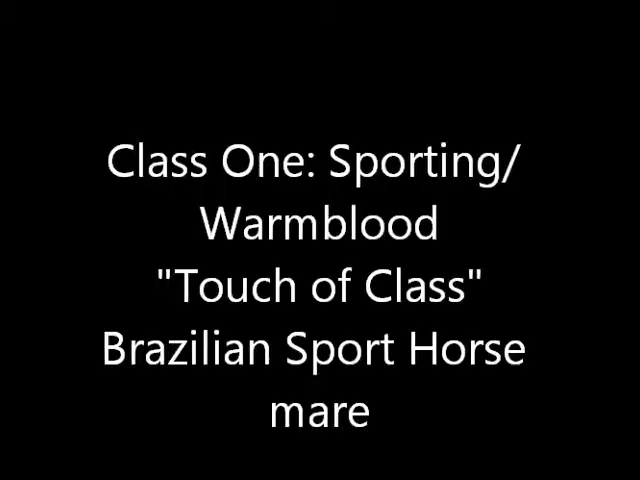 Class One: Sporting/
Warmblood
"Touch of Class"
Brazilian Sport Horse
mare